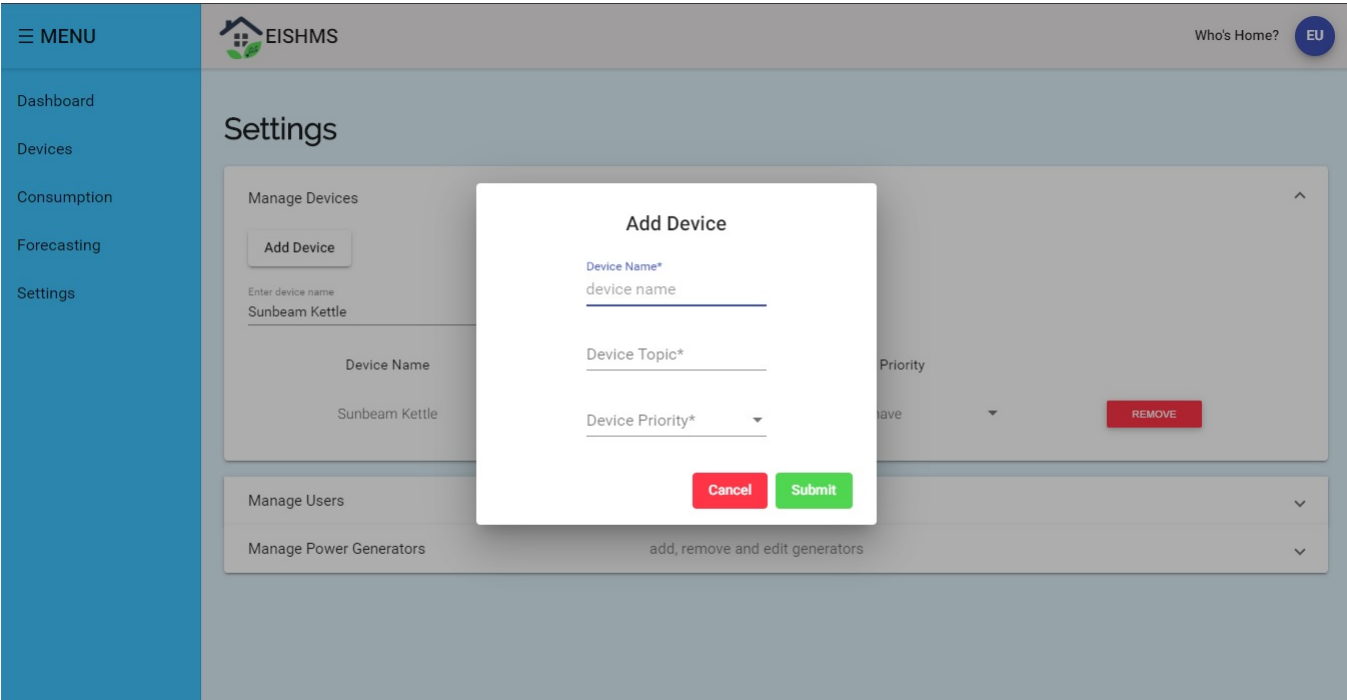 ☰ MENU
EISHMS
Who's Home?
EU
Dashboard
Devices
Consumption
Forecasting
Settings
Settings
Manage Devices
Add Device
Enter device name
Sunbeam Kettle
Device Name
Priority
Sunbeam Kettle
REMOVE
Add Device
Device Name*
device name
Device Topic*
Device Priority*
Cancel
Submit
Manage Users
Manage Power Generators
add, remove and edit generators